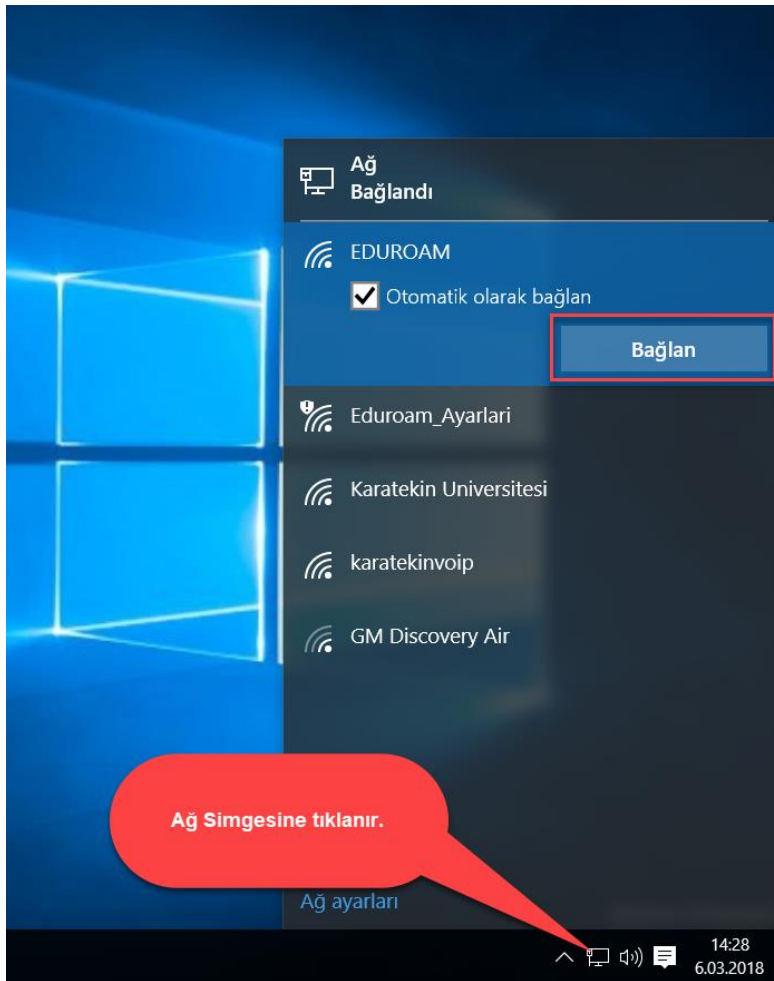 Ağ
Bağlandı
EDUROAM
Otomatik olarak bağlan
Bağlan
Eduroam_Ayarlari
Karatekin Universitesi
karatekinvoip
GM Discovery Air
Ağ Simgesine tıklanır.
Ağ ayarları
14:28
6.03.2018